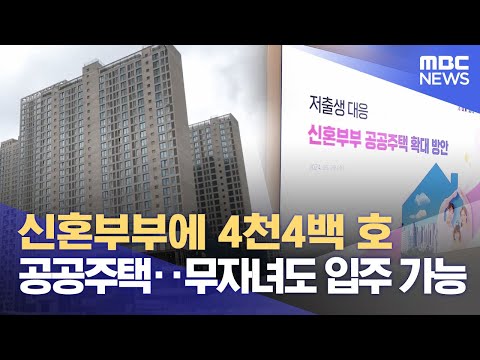 MBC
NEWS
저출생 대응
신혼부부 공공주택 확대 방안
신혼부부에 4천4백 호
공공주택··무자녀도 입주 가능